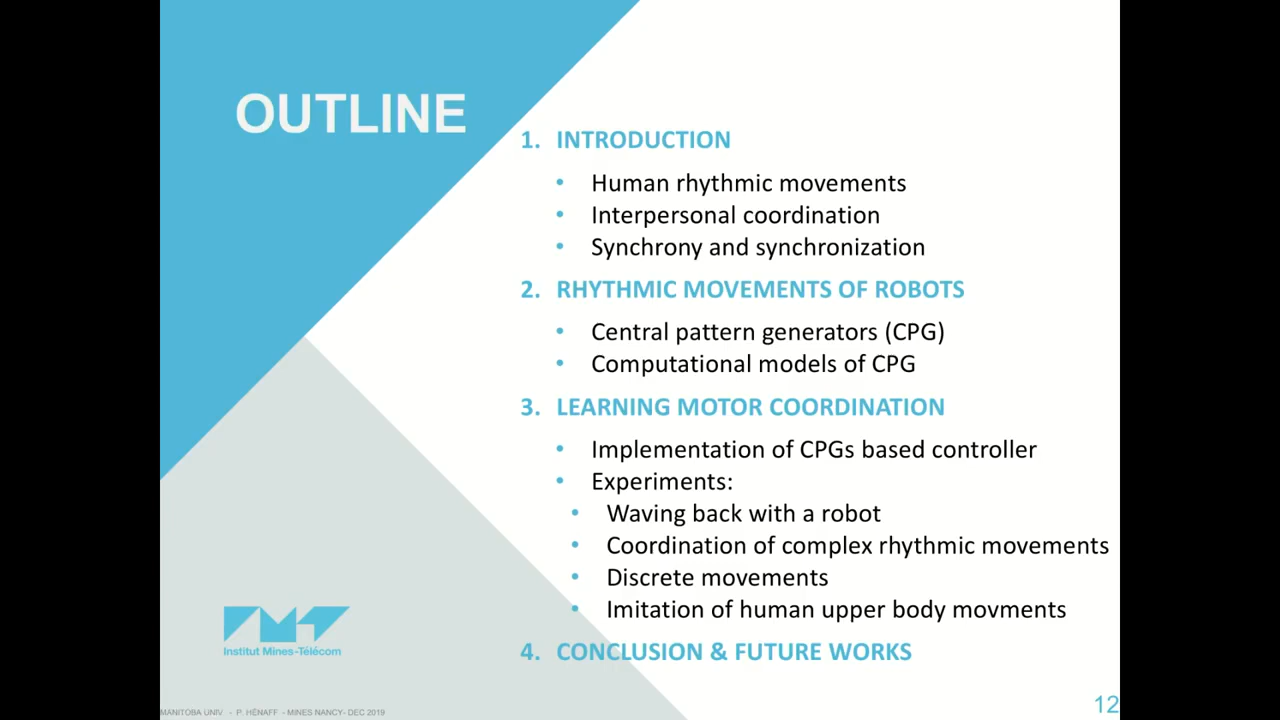 OUTLINE
1. INTRODUCTION
• Human rhythmic movements
• Interpersonal coordination
• Synchrony and synchronization
2. RHYTHMIC MOVEMENTS OF ROBOTS
• Central pattern generators (CPG)
• Computational models of CPG
3. LEARNING MOTOR COORDINATION
• Implementation of CPGs based controller
• Experiments:
• Waving back with a robot
• Coordination of complex rhythmic movements
• Discrete movements
• Imitation of human upper body movments
4. CONCLUSION & FUTURE WORKS
IMT
Institut Mines-Télécom
MANITOBA UNIV - P. HÉNAFF - MINES NANCY- DEC 2019
12